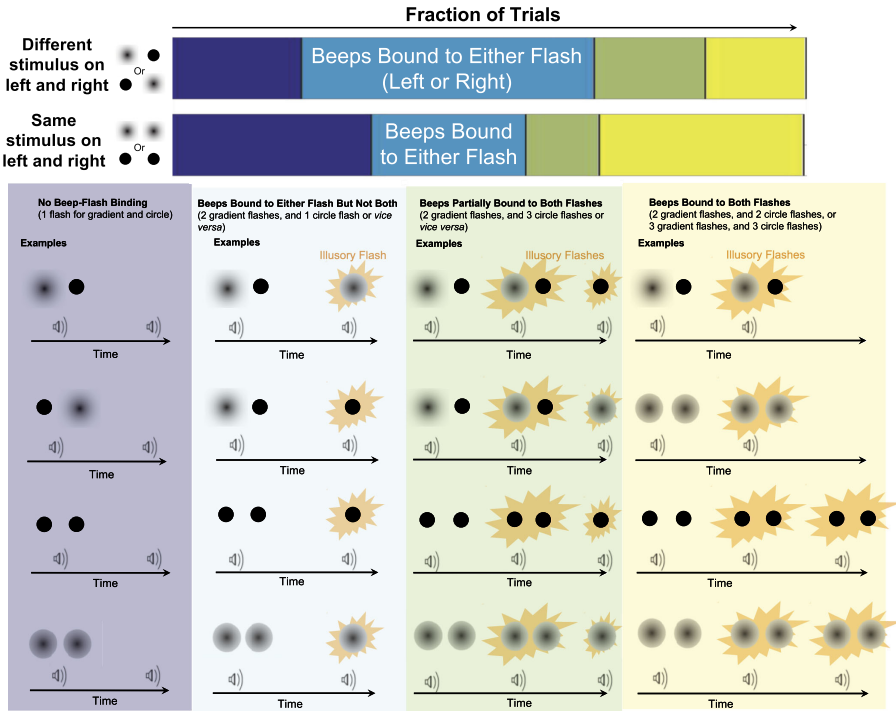 Fraction of Trials
Different
stimulus on
left and right
Or
Beeps Bound to Either Flash
(Left or Right)
Same
stimulus on
left and right
Or
Beeps Bound
to Either Flash
No Beep-Flash Binding
(1 flash for gradient and circle)
Examples
Time
Time
Time
Time
Beeps Bound to Either Flash But Not Both
(2 gradient flashes, and 1 circle flash or vice
versa)
Examples
Illusory Flash
Time
Time
Time
Time
Beeps Partially Bound to Both Flashes
(2 gradient flashes, and 3 circle flashes or
vice versa)
Examples
Illusory Flashes
Time
Time
Time
Time
Beeps Bound to Both Flashes
(2 gradient flashes, and 2 circle flashes, or
3 gradient flashes, and 3 circle flashes)
Examples
Illusory Flashes
Time
Time
Time
Time